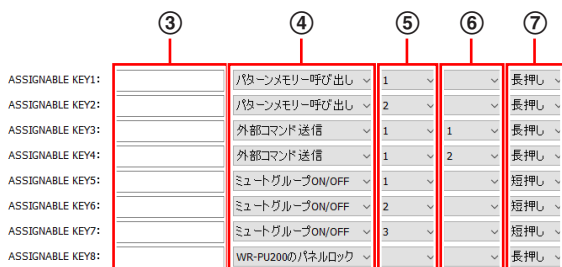 ③ ④ ⑤ ⑥ ⑦
ASSIGNABLE KEY1: パターンメモリー呼び出し 1 長押し
ASSIGNABLE KEY2: パターンメモリー呼び出し 2 長押し
ASSIGNABLE KEY3: 外部コマンド送信 1 1 長押し
ASSIGNABLE KEY4: 外部コマンド送信 1 2 長押し
ASSIGNABLE KEY5: ミュートグループON/OFF 1 短押し
ASSIGNABLE KEY6: ミュートグループON/OFF 2 短押し
ASSIGNABLE KEY7: ミュートグループON/OFF 3 短押し
ASSIGNABLE KEY8: WR-PU200のパネルロック 長押し